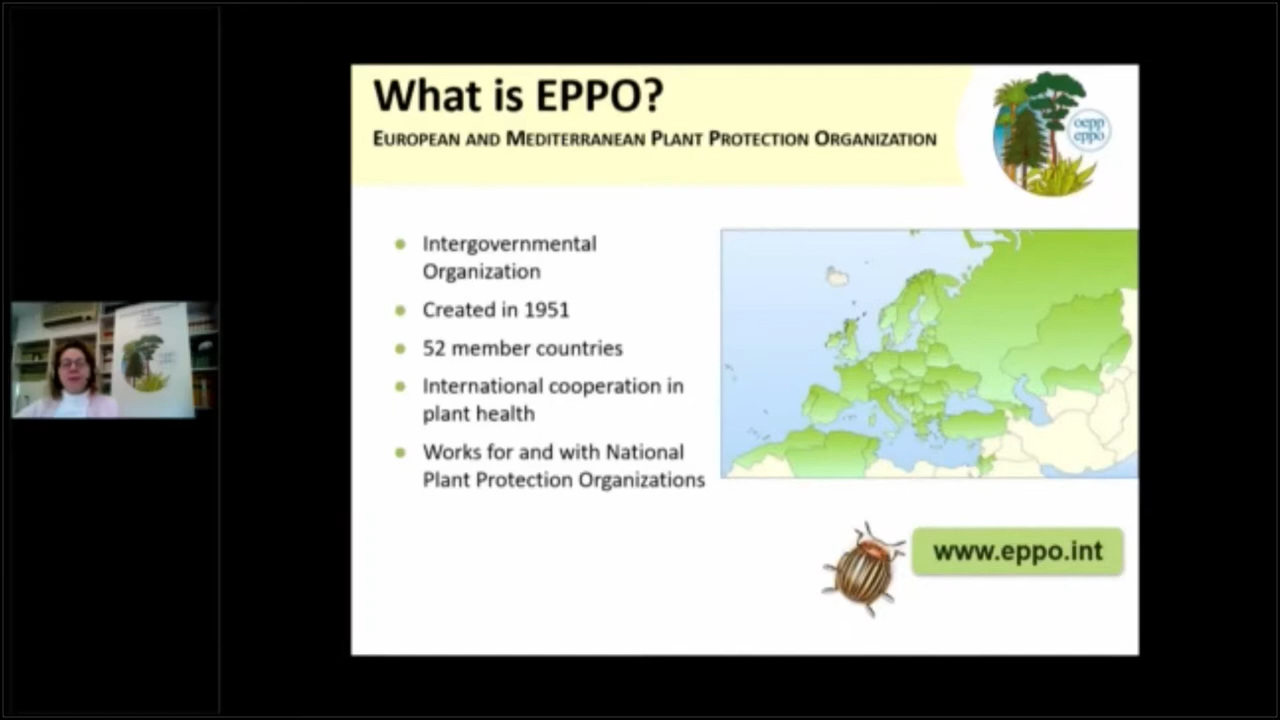 What is EPPO?
EUROPEAN AND MEDITERRANEAN PLANT PROTECTION ORGANIZATION
oepp
eppo
Intergovernmental
Organization
Created in 1951
52 member countries
International cooperation in
plant health
Works for and with National
Plant Protection Organizations
www.eppo.int